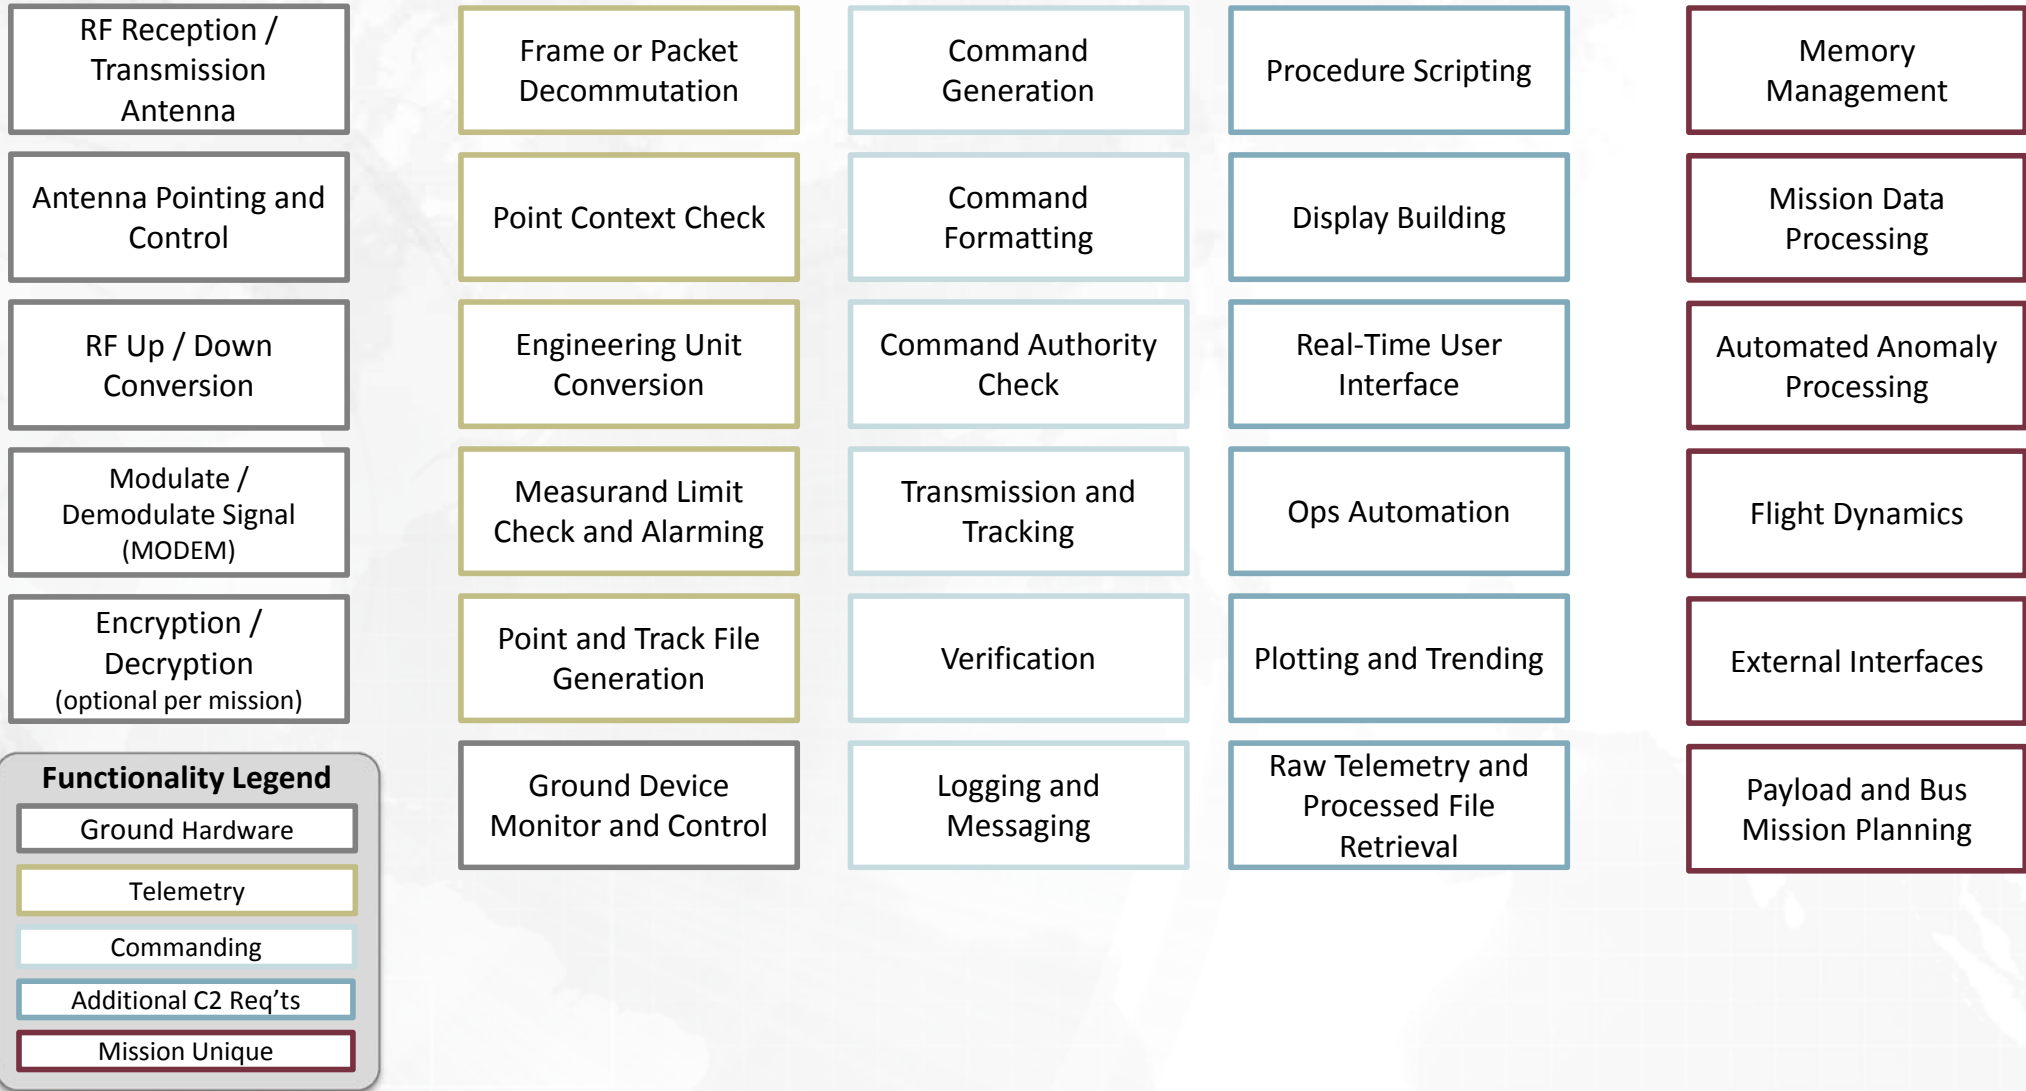 RF Reception /
Transmission
Antenna
Antenna Pointing and
Control
RF Up / Down
Conversion
Modulate /
Demodulate Signal
(MODEM)
Encryption /
Decryption
(optional per mission)
Functionality Legend
Ground Hardware
Telemetry
Commanding
Additional C2 Req’ts
Mission Unique
Frame or Packet
Decommutation
Point Context Check
Engineering Unit
Conversion
Measurand Limit
Check and Alarming
Point and Track File
Generation
Ground Device
Monitor and Control
Command
Generation
Command
Formatting
Command Authority
Check
Transmission and
Tracking
Verification
Logging and
Messaging
Procedure Scripting
Display Building
Real-Time User
Interface
Ops Automation
Plotting and Trending
Raw Telemetry and
Processed File
Retrieval
Memory
Management
Mission Data
Processing
Automated Anomaly
Processing
Flight Dynamics
External Interfaces
Payload and Bus
Mission Planning